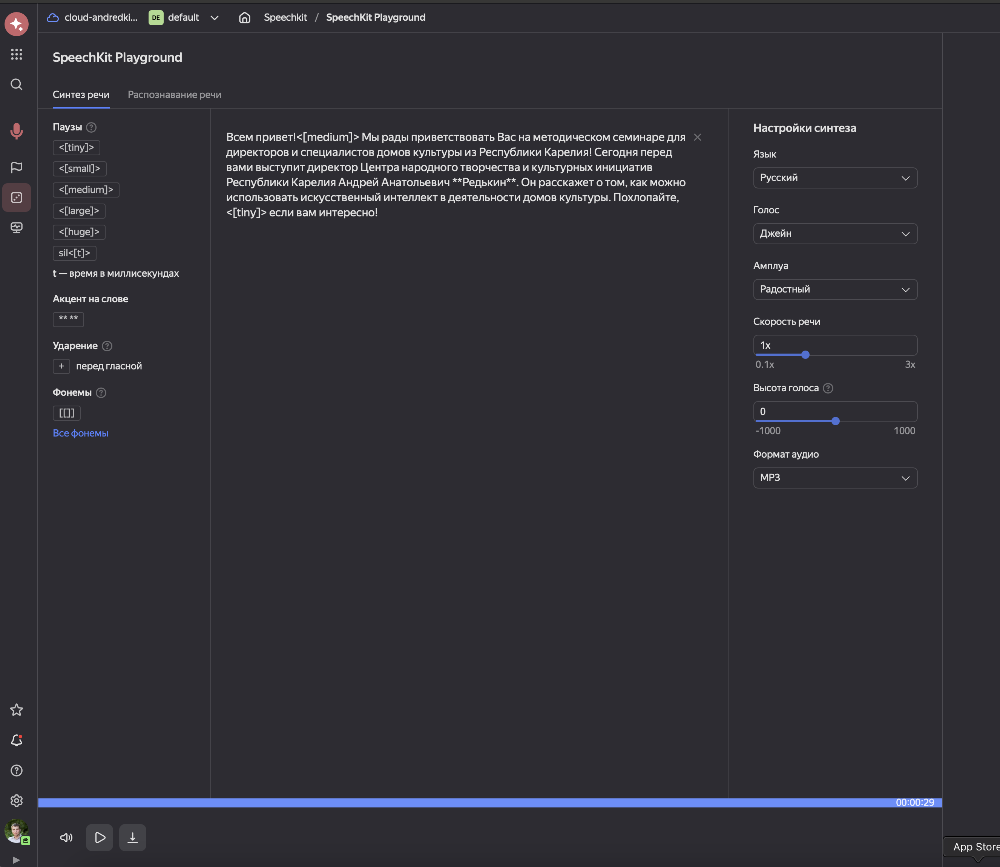 cloud-andredki... DE default Speechkit / SpeechKit Playground
SpeechKit Playground
Синтез речи Распознавание речи
Паузы ?
<[tiny]>
<[small]>
<[medium]>
<[large]>
<[huge]>
sil<[t]>
t — время в миллисекундах
Акцент на слове
** **
Ударение ?
+ перед гласной
Фонемы ?
[[]]
Все фонемы
Всем привет!<[medium]> Мы рады приветствовать Вас на методическом семинаре для
директоров и специалистов домов культуры из Республики Карелия! Сегодня перед
вами выступит директор Центра народного творчества и культурных инициатив
Республики Карелия Андрей Анатольевич **Редькин**. Он расскажет о том, как можно
использовать искусственный интеллект в деятельности домов культуры. Похлопайте,
<[tiny]> если вам интересно!
Настройки синтеза
Язык
Русский
Голос
Джейн
Амплуа
Радостный
Скорость речи
1x
0.1x 3x
Высота голоса ?
0
-1000 1000
Формат аудио
MP3
00:00:29
App Store